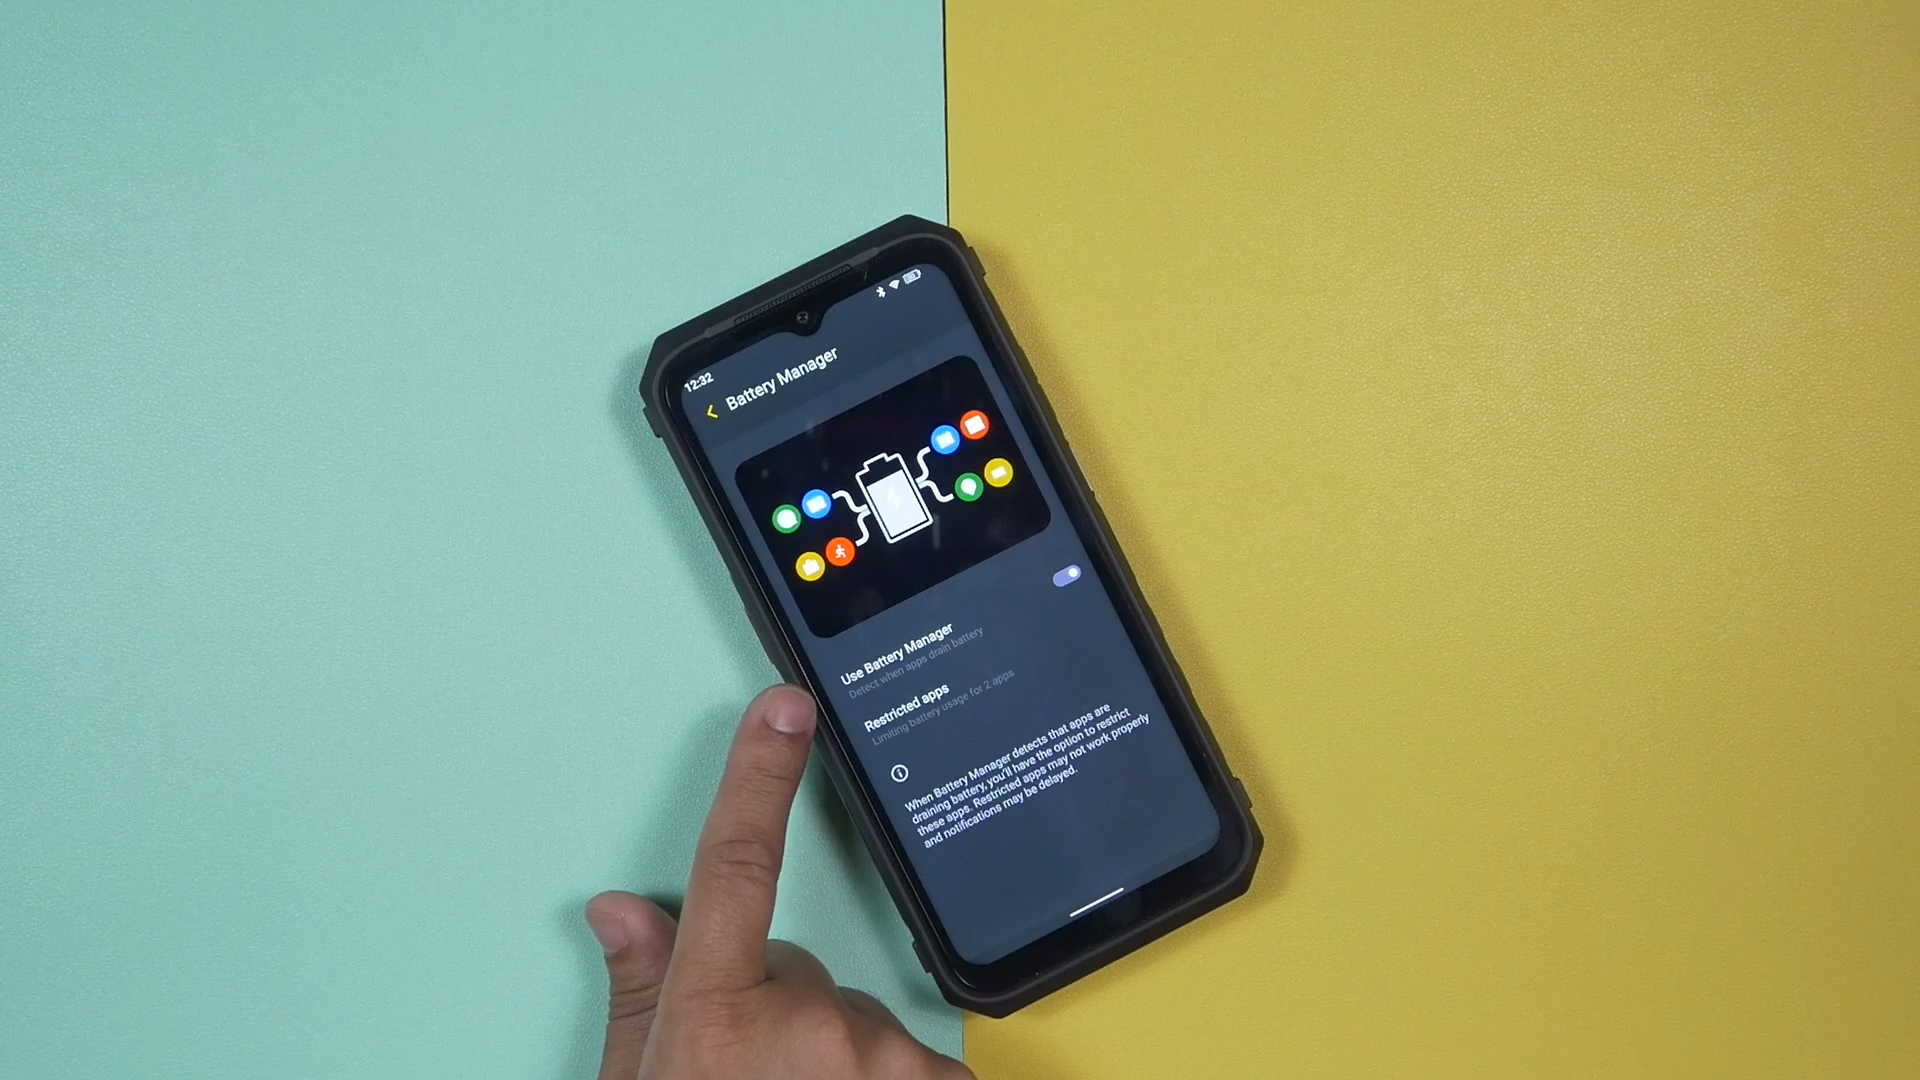 12:32
Battery Manager
Use Battery Manager
Detect when apps drain battery
Restricted apps
Limiting battery usage for 2 apps
When Battery Manager detects that apps are
draining battery, you'll have the option to restrict
these apps. Restricted apps may not work properly
and notifications may be delayed.